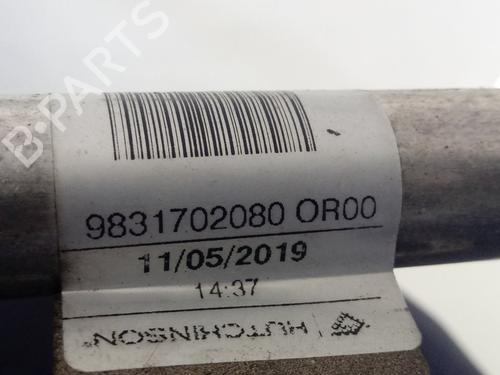 B-PARTS
9831702080 OR00
11/05/2019
14:37
HUTCHINSON